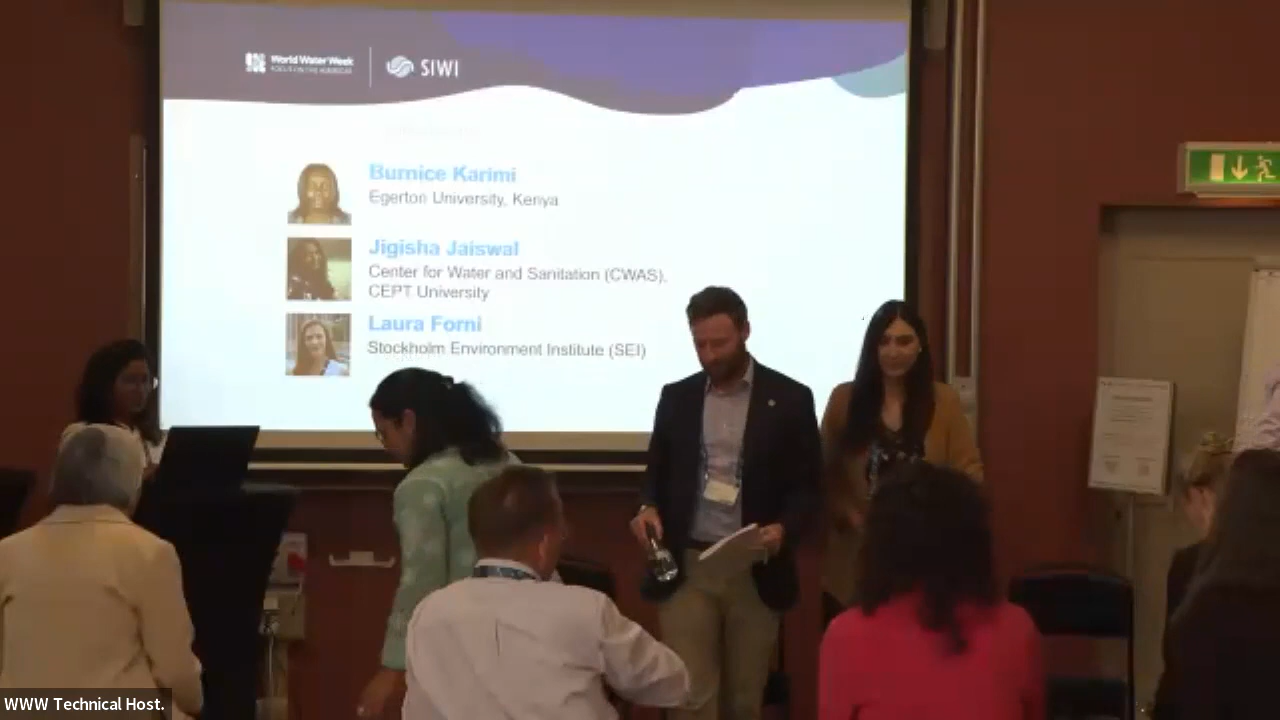 World Water Week
SIWI
Burnice Karimi
Egerton University, Kenya
Jigisha Jaiswal
Center for Water and Sanitation (CWAS),
CEPT University
Laura Forni
Stockholm Environment Institute (SEI)
WWW Technical Host.